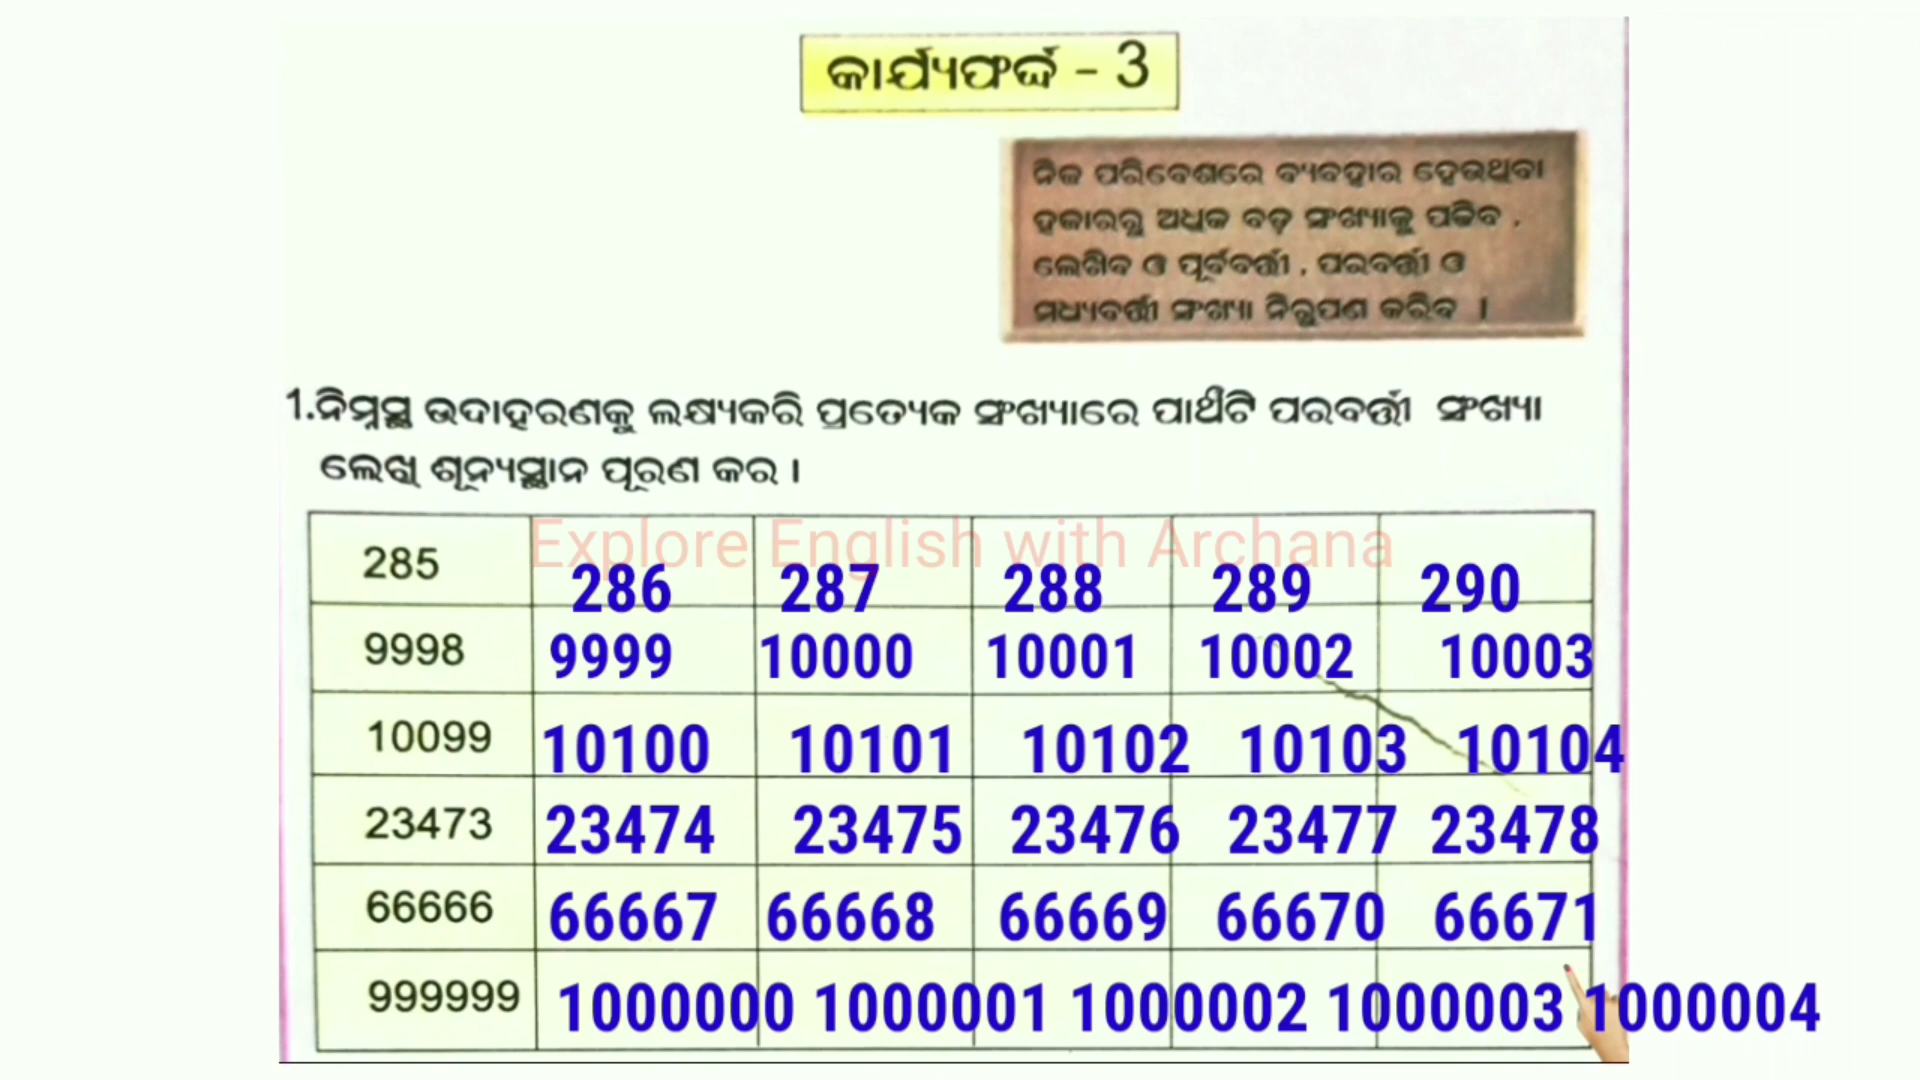 କାର୍ଯ୍ୟଫର୍ଦ୍ଦ - 3
ନିଜ ପରିବେଶରେ ବ୍ୟବହାର ହେଉଥିବା
ହଜାରରୁ ଅଧିକ ବଡ଼ ସଂଖ୍ୟାକୁ ପଢିବ ,
ଲେଖିବ ଓ ପୂର୍ବବର୍ତ୍ତୀ , ପରବର୍ତ୍ତୀ ଓ
ମଧ୍ୟବର୍ତ୍ତୀ ସଂଖ୍ୟା ନିରୁପଣ କରିବ ।
1.ନିମ୍ନସ୍ଥ ଉଦାହରଣକୁ ଲକ୍ଷ୍ୟକରି ପ୍ରତ୍ୟେକ ସଂଖ୍ୟାରେ ପାଞ୍ଚଟି ପରବର୍ତ୍ତୀ ସଂଖ୍ୟା
ଲେଖି ଶୂନ୍ୟସ୍ଥାନ ପୂରଣ କର ।
Explore English with Archana
285 286 287 288 289 290
9998 9999 10000 10001 10002 10003
10099 10100 10101 10102 10103 10104
23473 23474 23475 23476 23477 23478
66666 66667 66668 66669 66670 66671
999999 1000000 1000001 1000002 1000003 1000004